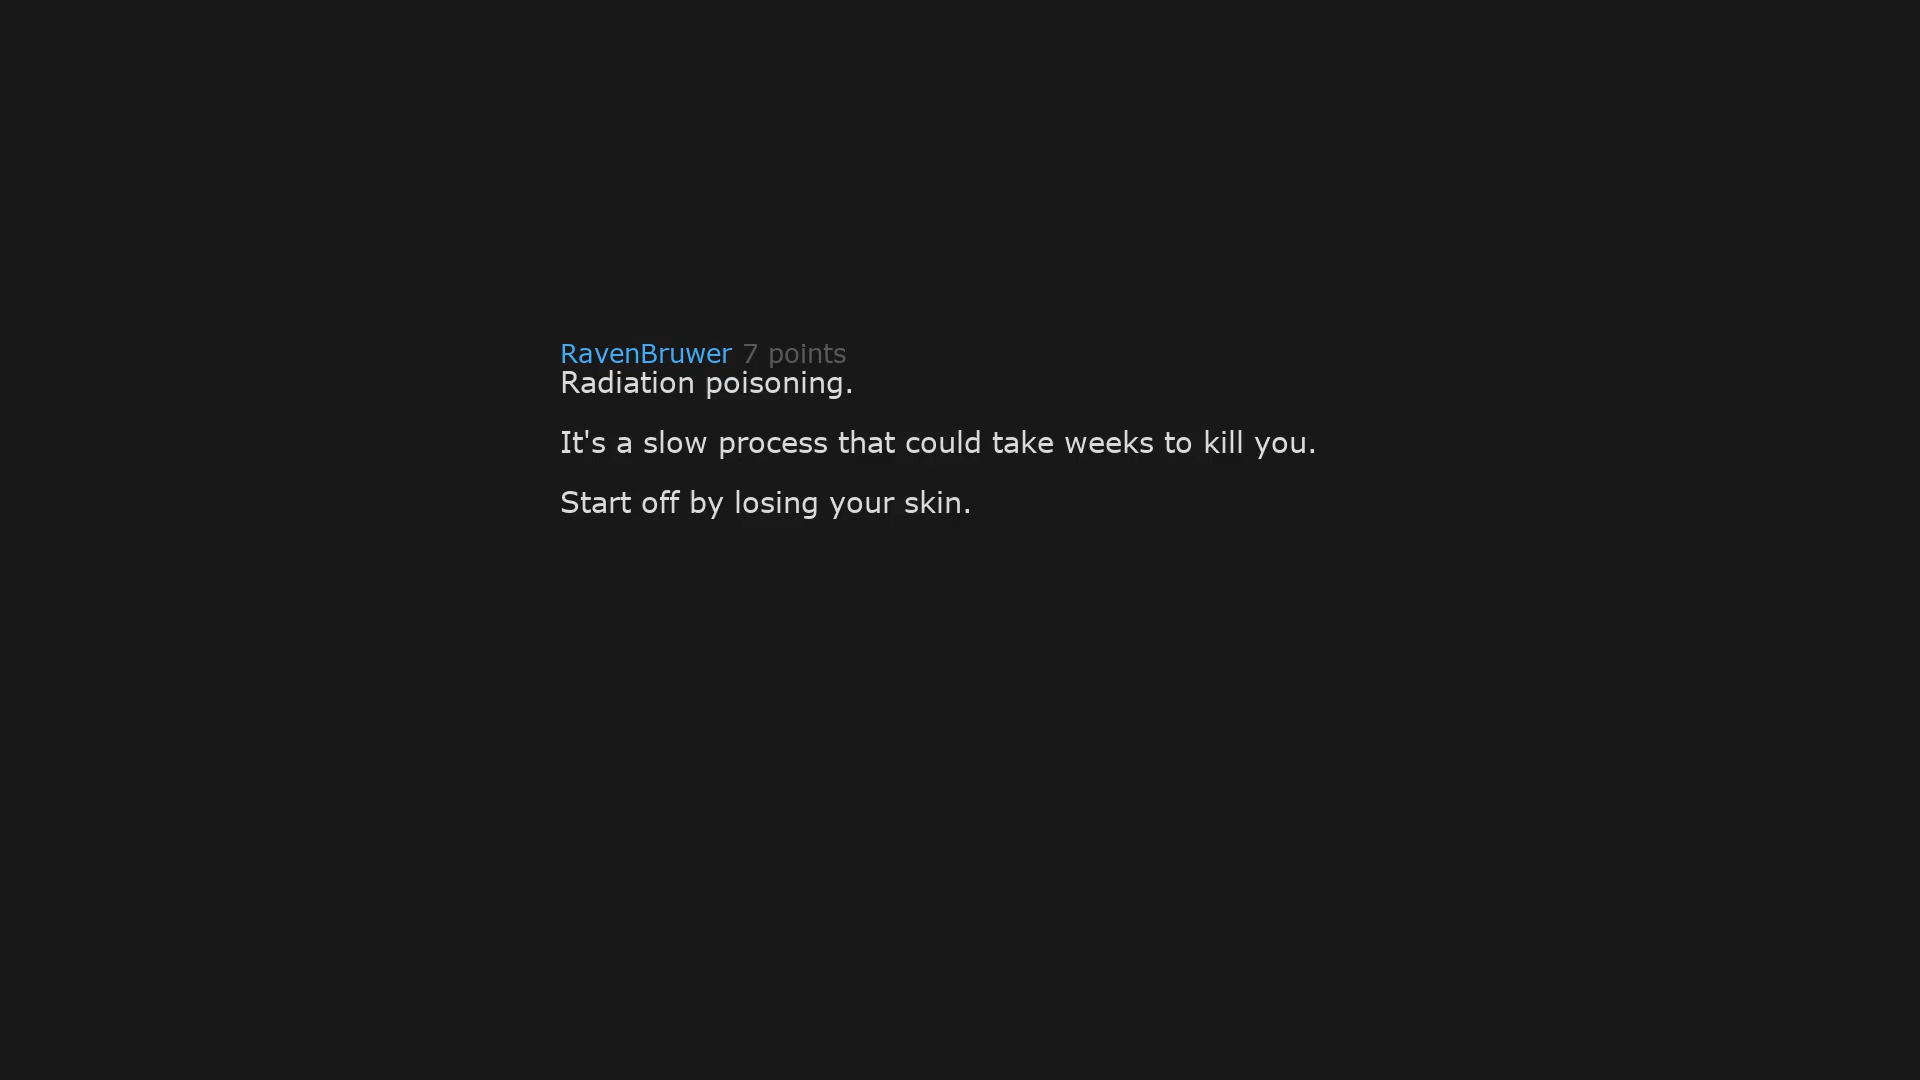 RavenBruwer 7 points
Radiation poisoning.
It's a slow process that could take weeks to kill you.
Start off by losing your skin.